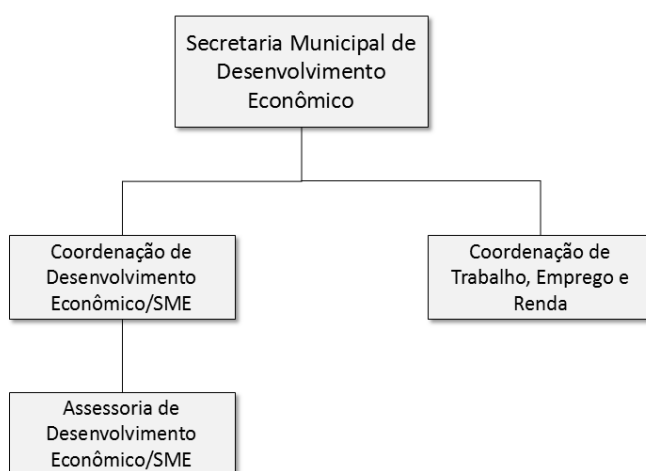 Secretaria Municipal de
Desenvolvimento
Econômico
Coordenação de
Desenvolvimento
Econômico/SME
Coordenação de
Trabalho, Emprego e
Renda
Assessoria de
Desenvolvimento
Econômico/SME